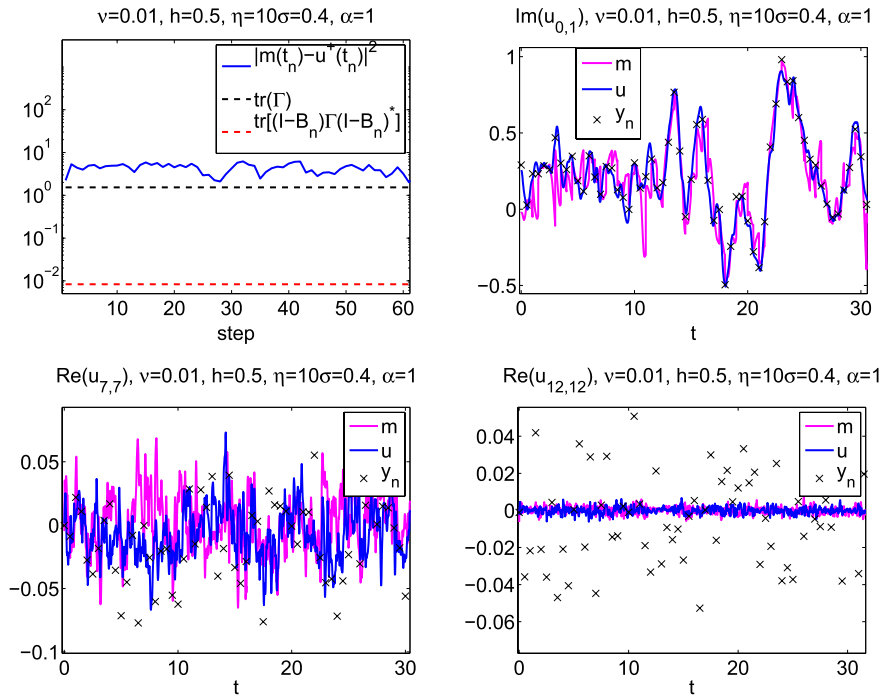 ν=0.01, h=0.5, η=10σ=0.4, α=1
|m(t_n)−u^+(t_n)|^2
tr(Γ)
tr[(I−B_n)Γ(I−B_n)^*]
10^2
10^1
10^0
10^−1
10^−2
10 20 30 40 50 60
step
Im(u_{0,1}), ν=0.01, h=0.5, η=10σ=0.4, α=1
m
u
y_n
1
0.5
0
−0.5
0 10 20 30
t
Re(u_{7,7}), ν=0.01, h=0.5, η=10σ=0.4, α=1
m
u
y_n
0.05
0
−0.05
−0.1
0 10 20 30
t
Re(u_{12,12}), ν=0.01, h=0.5, η=10σ=0.4, α=1
m
u
y_n
0.04
0.02
0
−0.02
−0.04
−0.06
0 10 20 30
t